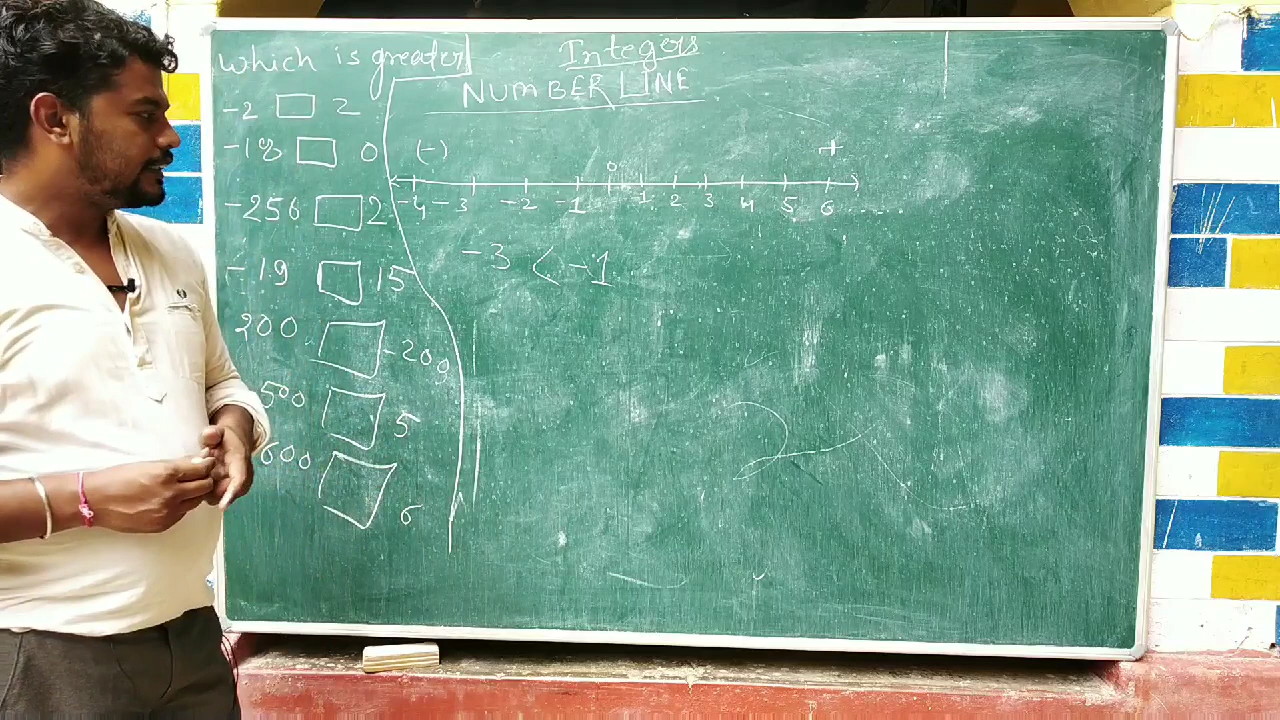 which is greater
-2 □ 2
-18 □ 0
-256 □ 2
-19 □ 15
200 □ -200
500 □ 5
600 □ 6
Integers
NUMBER LINE
(-) +
0
-4 -3 -2 -1 1 2 3 4 5 6 ....
-3 < -1